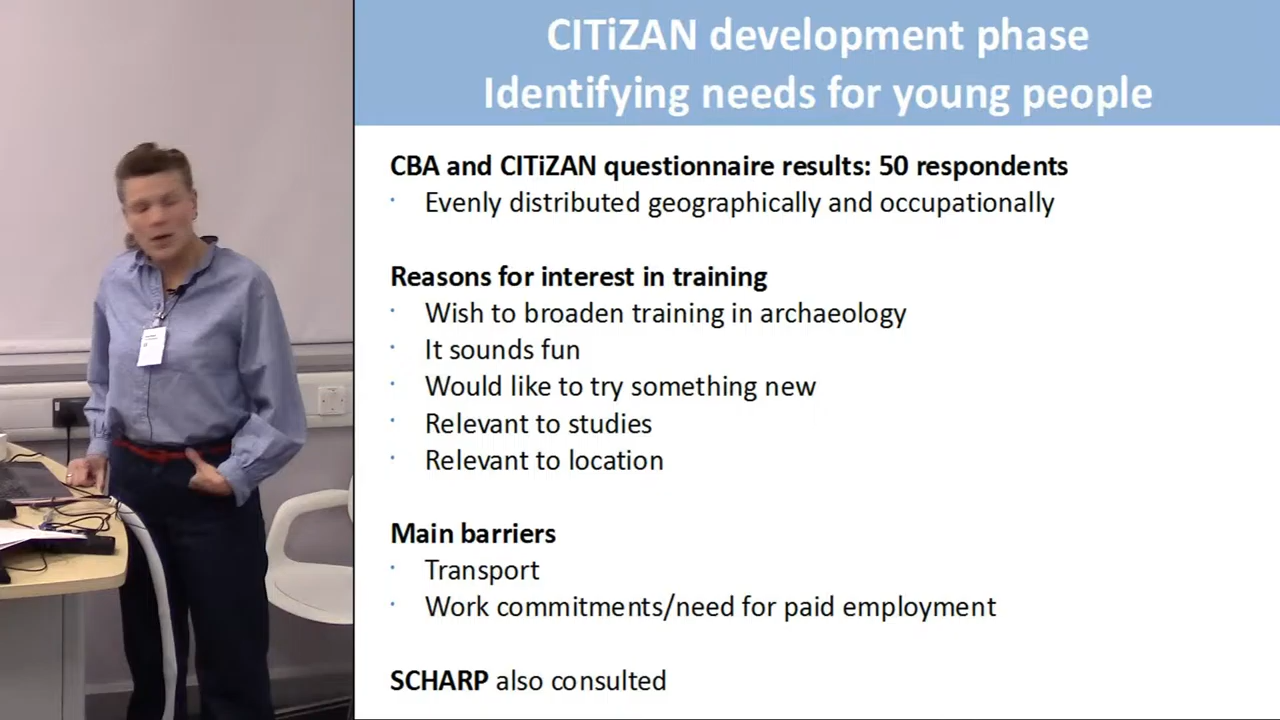 CITiZAN development phase
Identifying needs for young people
CBA and CITiZAN questionnaire results: 50 respondents
· Evenly distributed geographically and occupationally
Reasons for interest in training
· Wish to broaden training in archaeology
· It sounds fun
· Would like to try something new
· Relevant to studies
· Relevant to location
Main barriers
· Transport
· Work commitments/need for paid employment
SCHARP also consulted